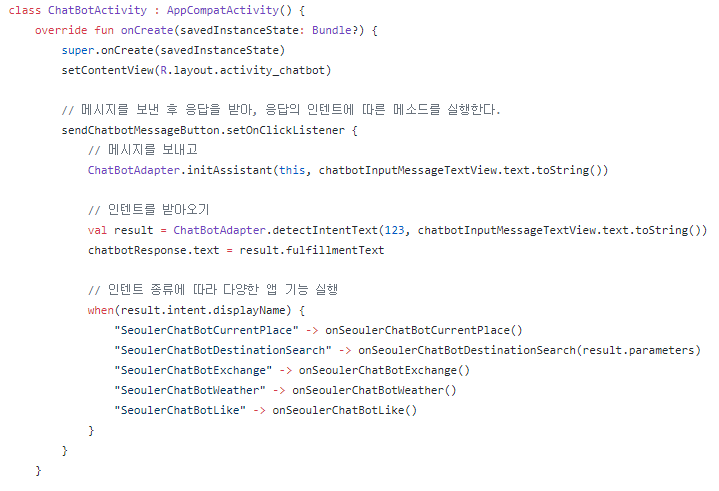 class ChatBotActivity : AppCompatActivity() {
override fun onCreate(savedInstanceState: Bundle?) {
super.onCreate(savedInstanceState)
setContentView(R.layout.activity_chatbot)
// 메시지를 보낸 후 응답을 받아, 응답의 인텐트에 따른 메소드를 실행한다.
sendChatbotMessageButton.setOnClickListener {
// 메시지를 보내고
ChatBotAdapter.initAssistant(this, chatbotInputMessageTextView.text.toString())
// 인텐트를 받아오기
val result = ChatBotAdapter.detectIntentText(123, chatbotInputMessageTextView.text.toString())
chatbotResponse.text = result.fulfillmentText
// 인텐트 종류에 따라 다양한 앱 기능 실행
when(result.intent.displayName) {
"SeoulerChatBotCurrentPlace" -> onSeoulerChatBotCurrentPlace()
"SeoulerChatBotDestinationSearch" -> onSeoulerChatBotDestinationSearch(result.parameters)
"SeoulerChatBotExchange" -> onSeoulerChatBotExchange()
"SeoulerChatBotWeather" -> onSeoulerChatBotWeather()
"SeoulerChatBotLike" -> onSeoulerChatBotLike()
}
}
}